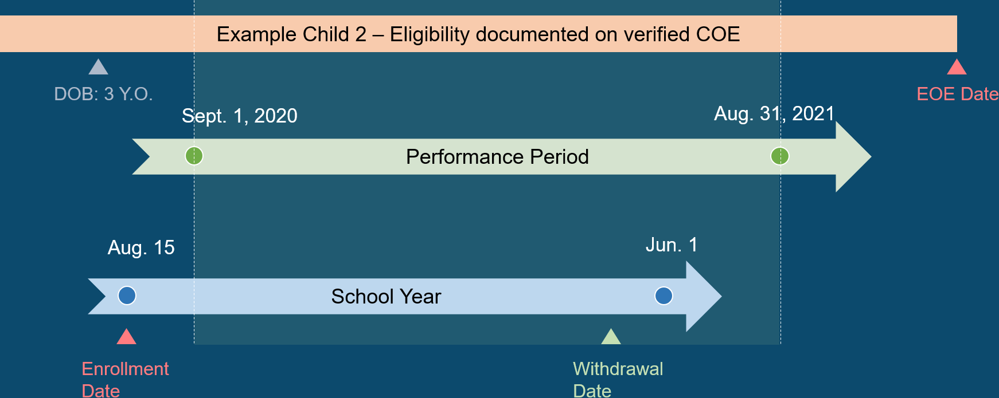 Example Child 2 – Eligibility documented on verified COE
DOB: 3 Y.O.
EOE Date
Sept. 1, 2020
Aug. 31, 2021
Performance Period
Aug. 15
Jun. 1
School Year
Enrollment
Date
Withdrawal
Date